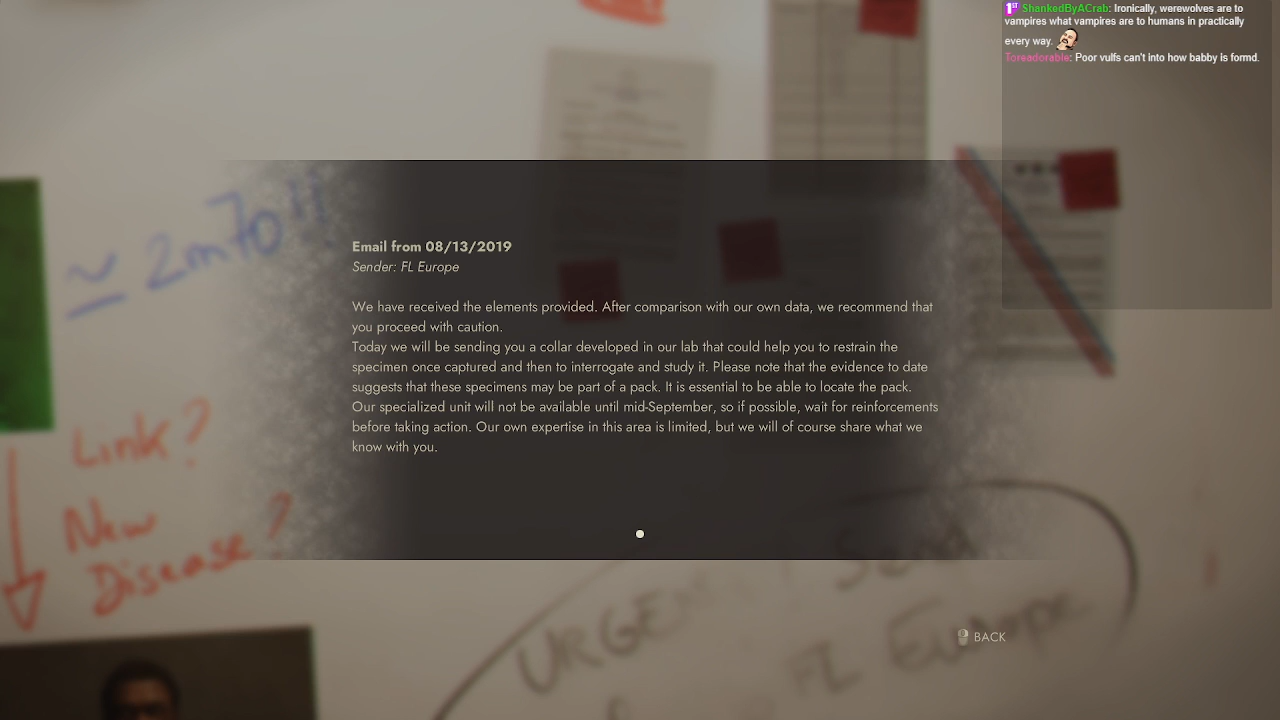 1ST ShankedByACrab: Ironically, werewolves are to
vampires what vampires are to humans in practically
every way.
Toreadorable: Poor vulfs can't into how babby is formd.
~ 2m70!!
Email from 08/13/2019
Sender: FL Europe
We have received the elements provided. After comparison with our own data, we recommend that
you proceed with caution.
Today we will be sending you a collar developed in our lab that could help you to restrain the
specimen once captured and then to interrogate and study it. Please note that the evidence to date
suggests that these specimens may be part of a pack. It is essential to be able to locate the pack.
Our specialized unit will not be available until mid-September, so if possible, wait for reinforcements
before taking action. Our own expertise in this area is limited, but we will of course share what we
know with you.
Link?
New
Disease?
URGENT! Send
FL Europe
BACK